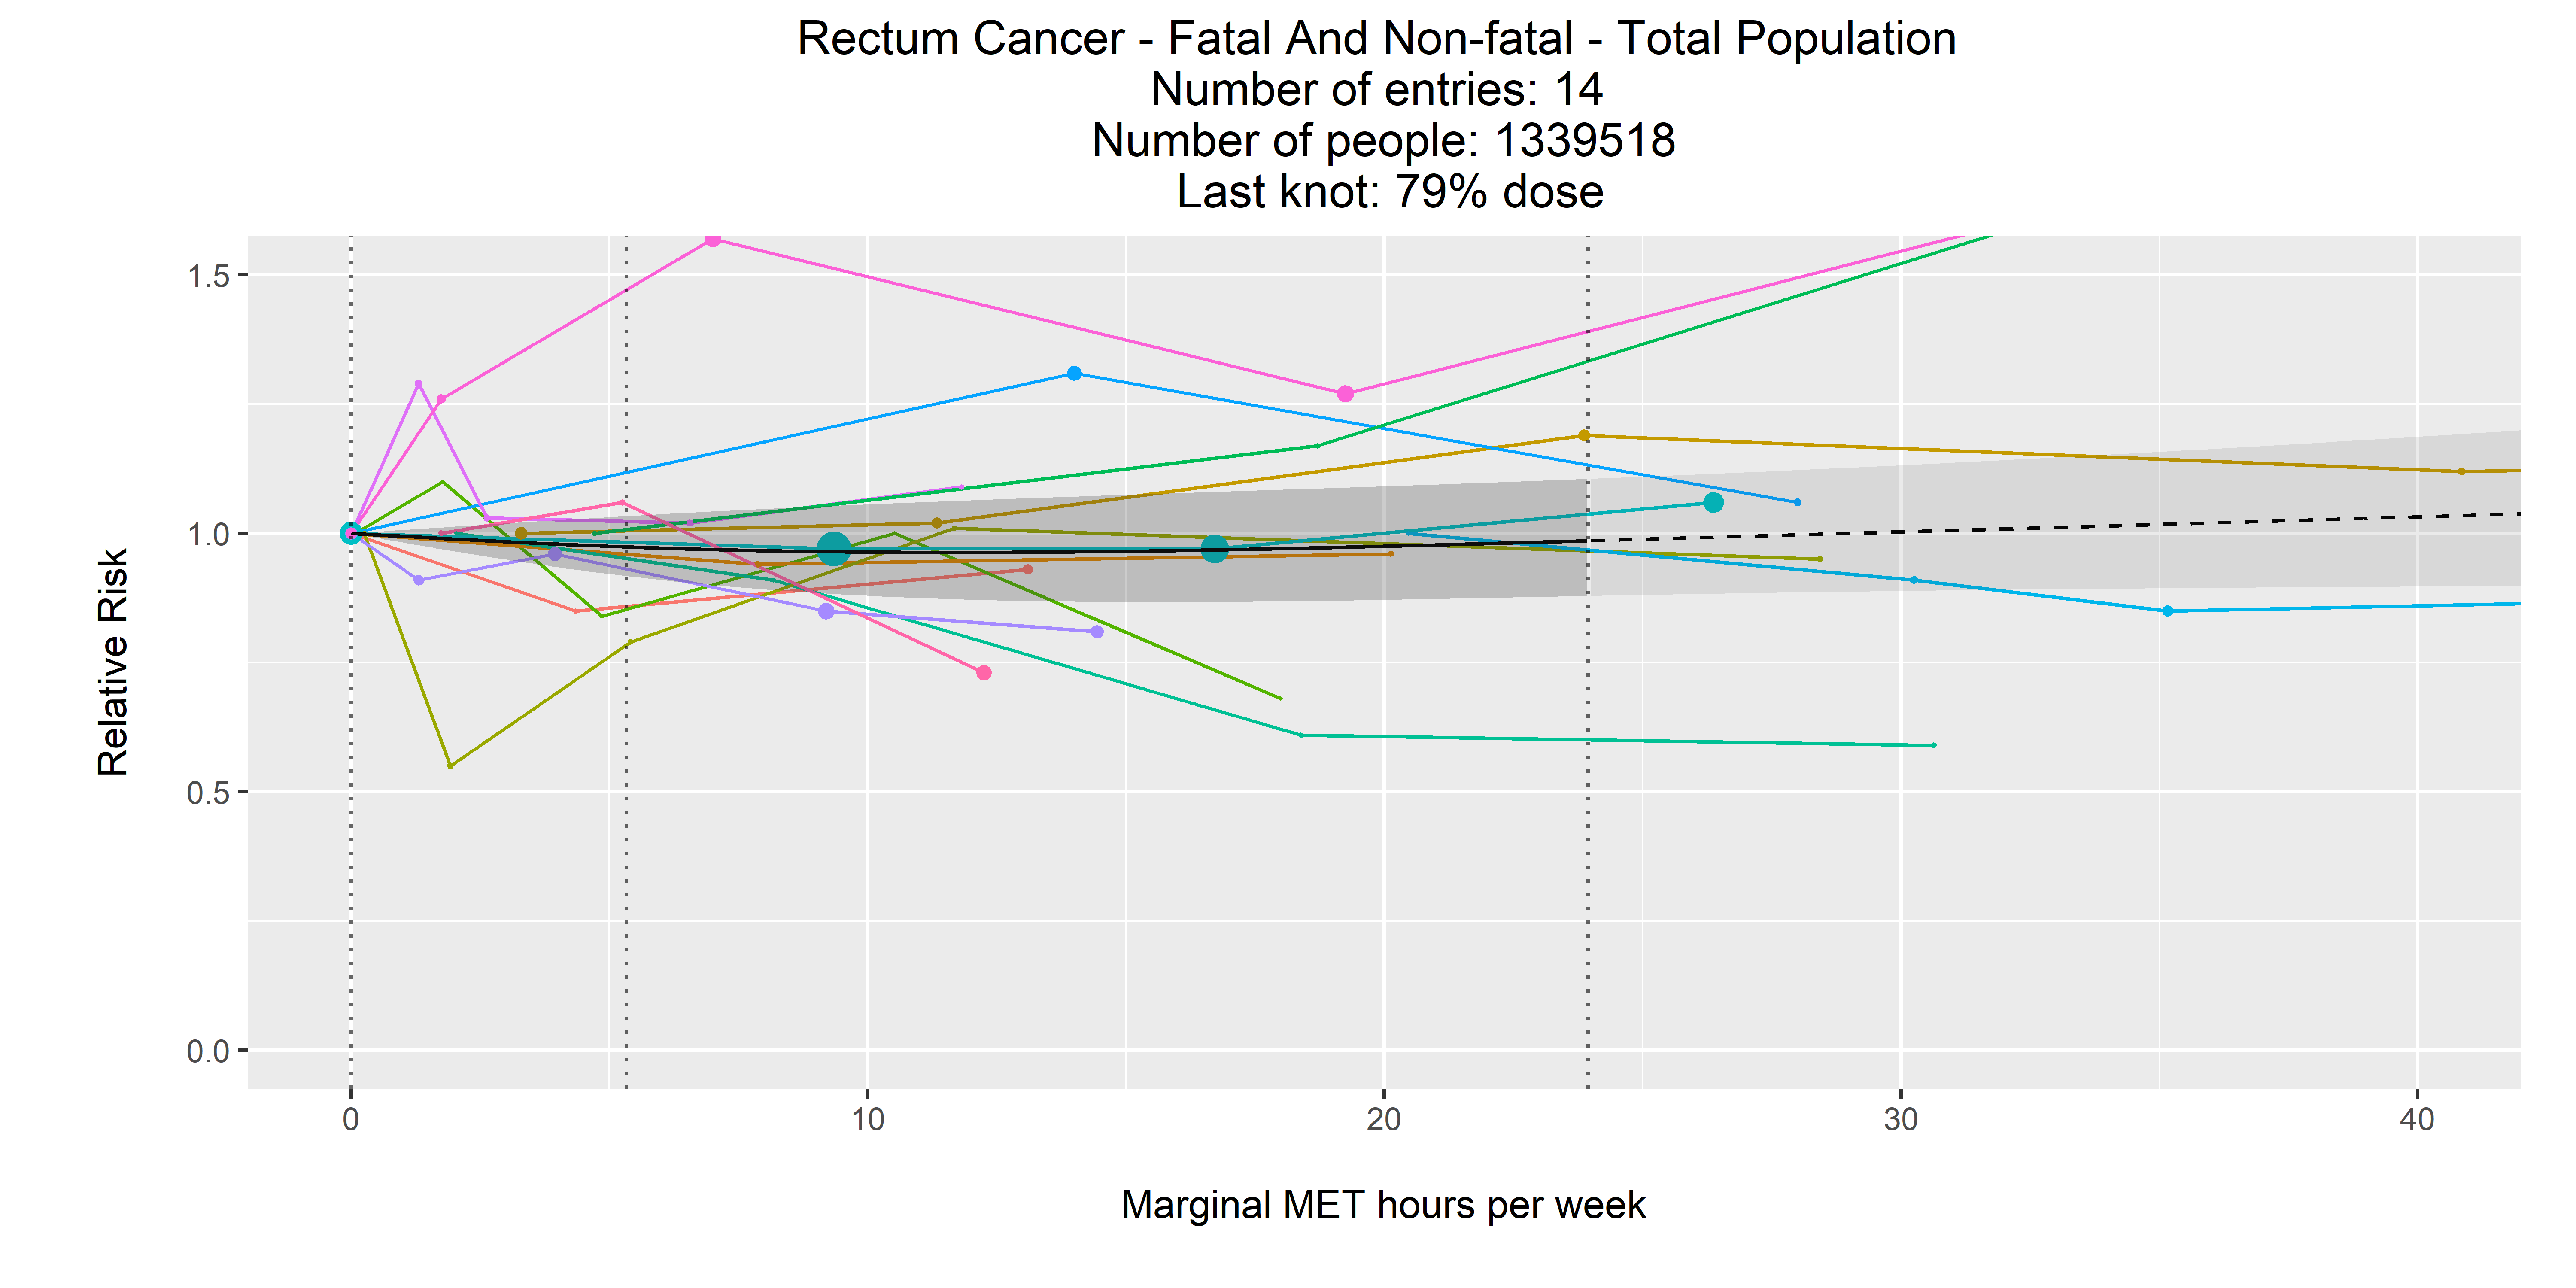 Rectum Cancer - Fatal And Non-fatal - Total Population
Number of entries: 14
Number of people: 1339518
Last knot: 79% dose
1.5
1.0
0.5
0.0
Relative Risk
0 10 20 30 40
Marginal MET hours per week